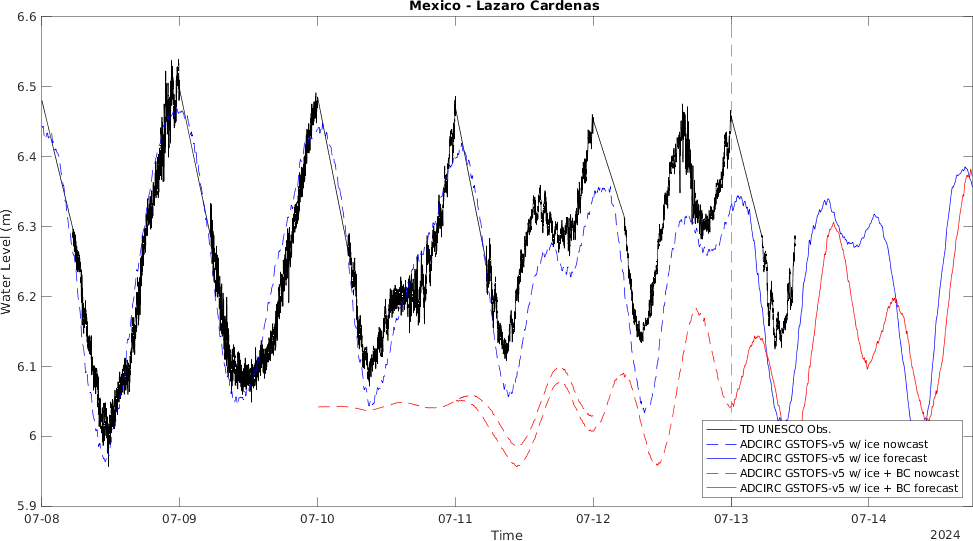 Mexico - Lazaro Cardenas
6.6
6.5
6.4
6.3
6.2
6.1
6
5.9
Water Level (m)
07-08 07-09 07-10 07-11 07-12 07-13 07-14
Time
2024
TD UNESCO Obs.
ADCIRC GSTOFS-v5 w/ ice nowcast
ADCIRC GSTOFS-v5 w/ ice forecast
ADCIRC GSTOFS-v5 w/ ice + BC nowcast
ADCIRC GSTOFS-v5 w/ ice + BC forecast